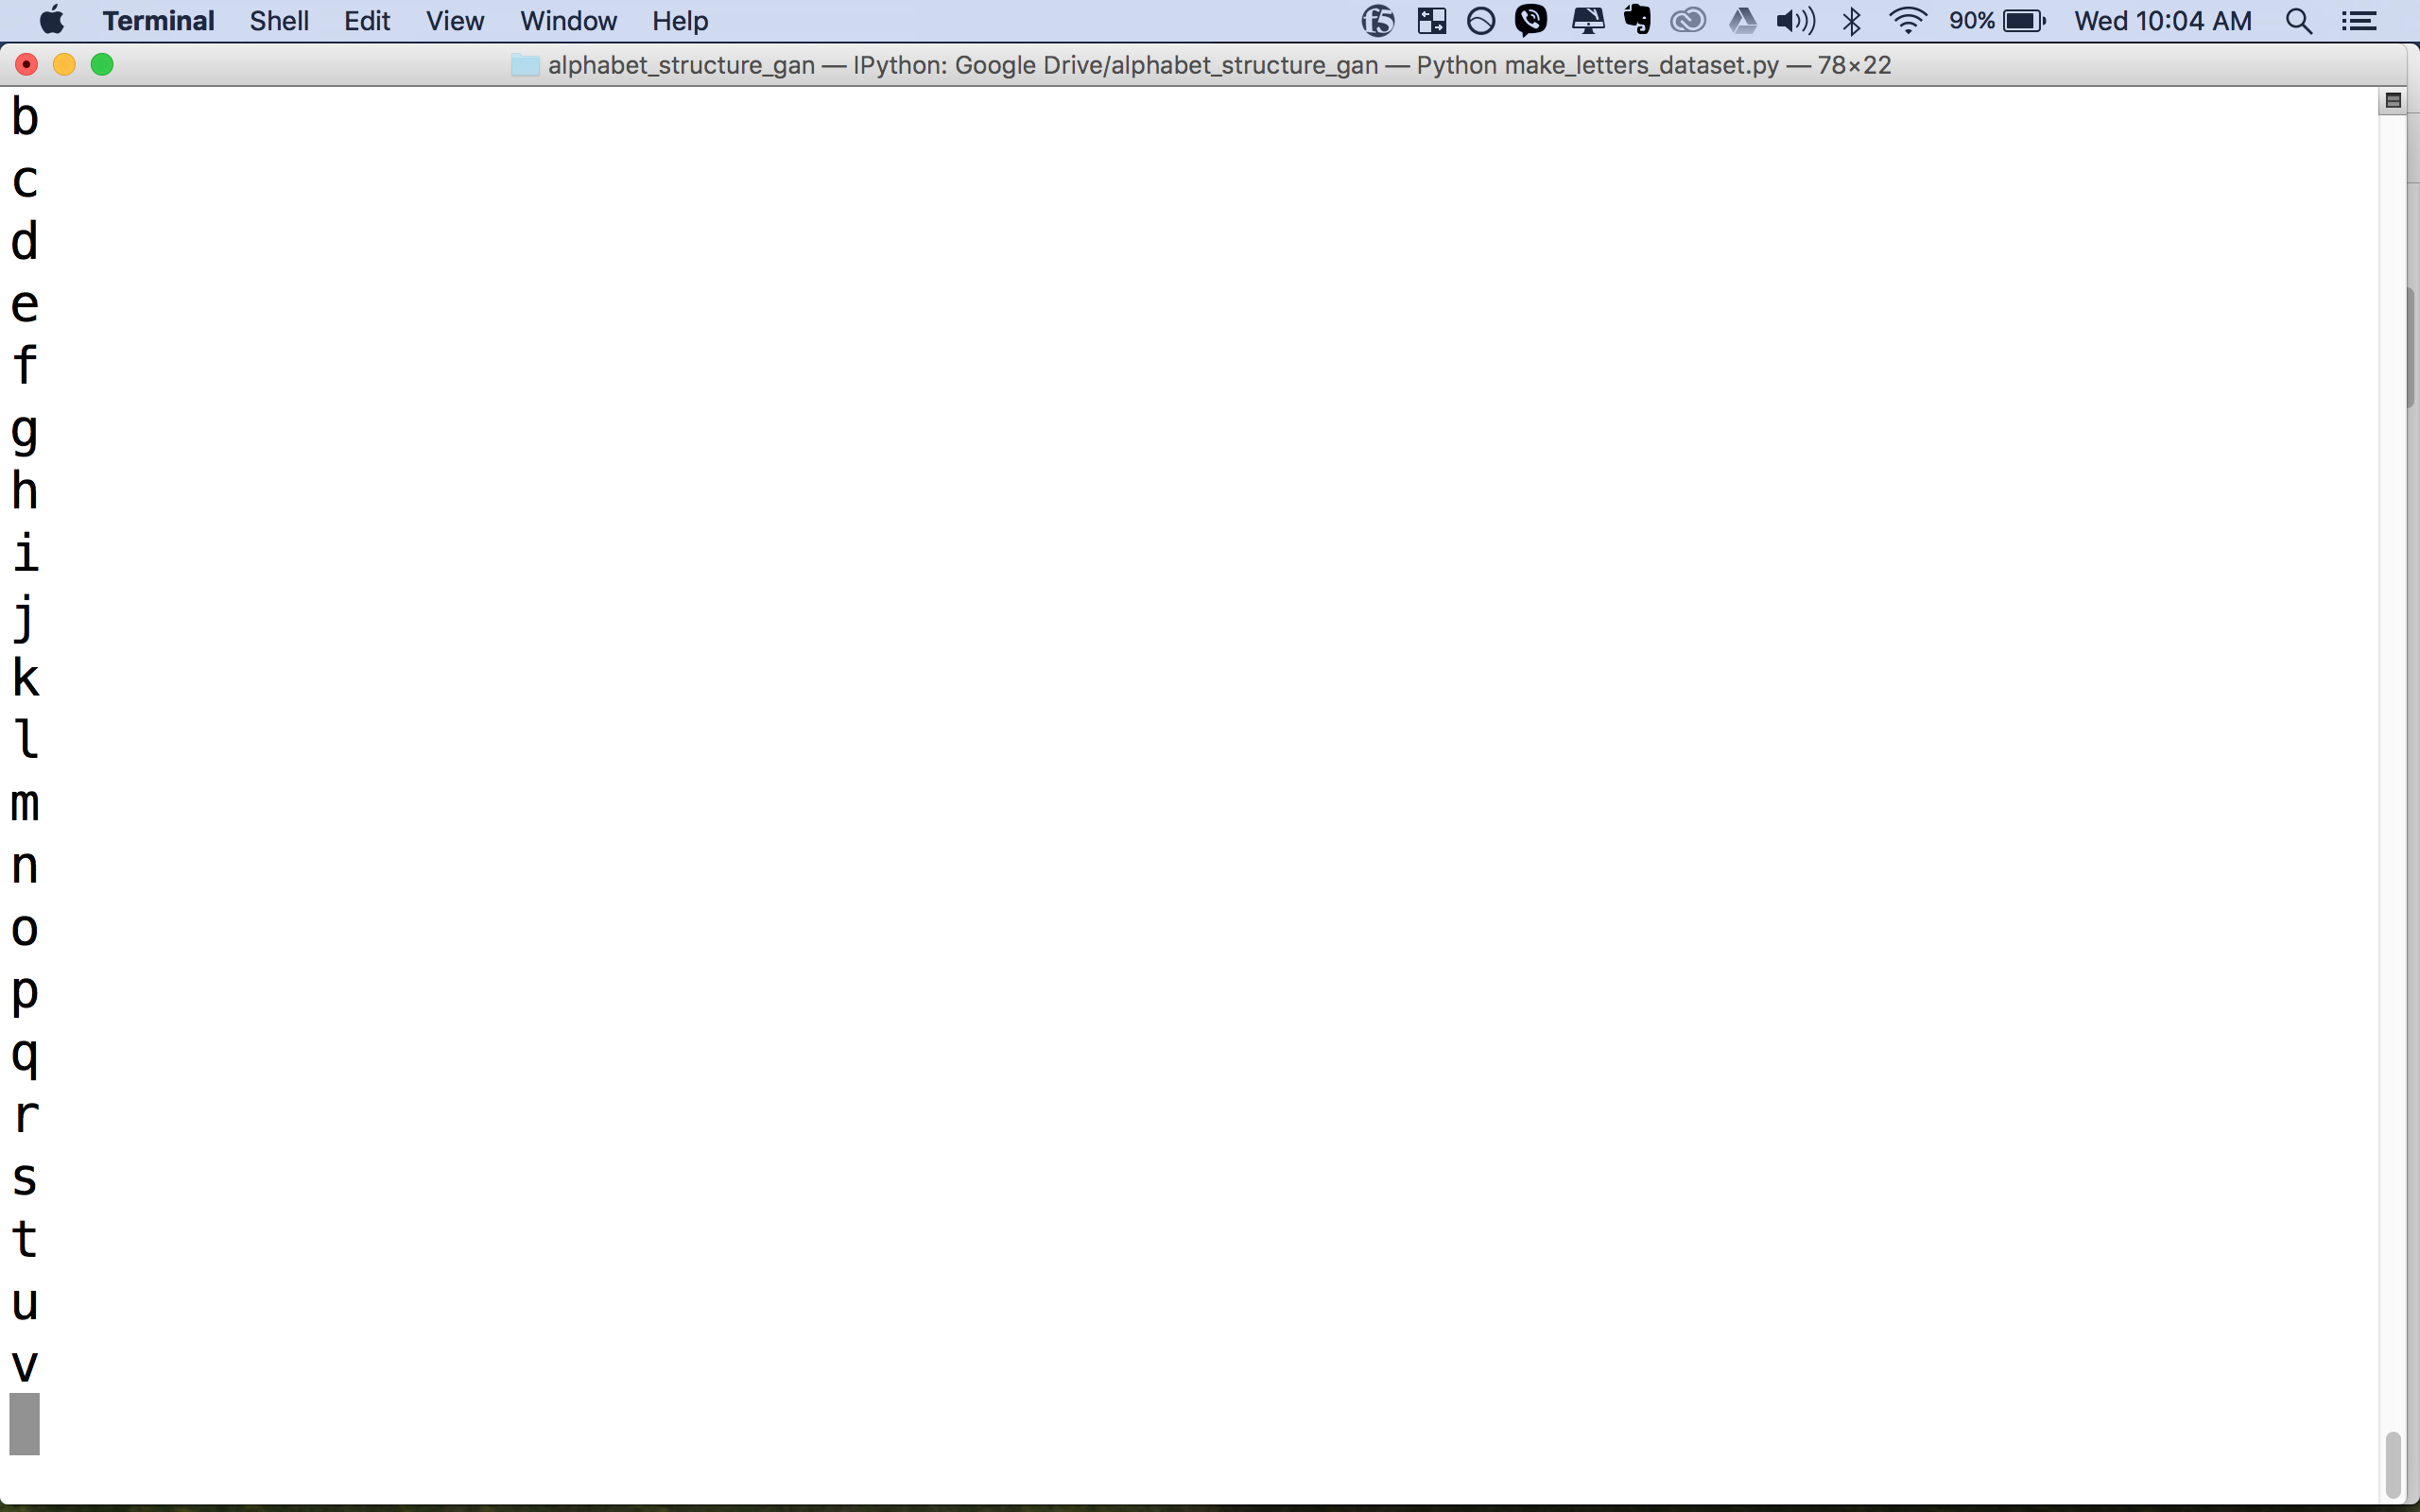 Terminal Shell Edit View Window Help f5 90% Wed 10:04 AM
alphabet_structure_gan — IPython: Google Drive/alphabet_structure_gan — Python make_letters_dataset.py — 78×22
b
c
d
e
f
g
h
i
j
k
l
m
n
o
p
q
r
s
t
u
v